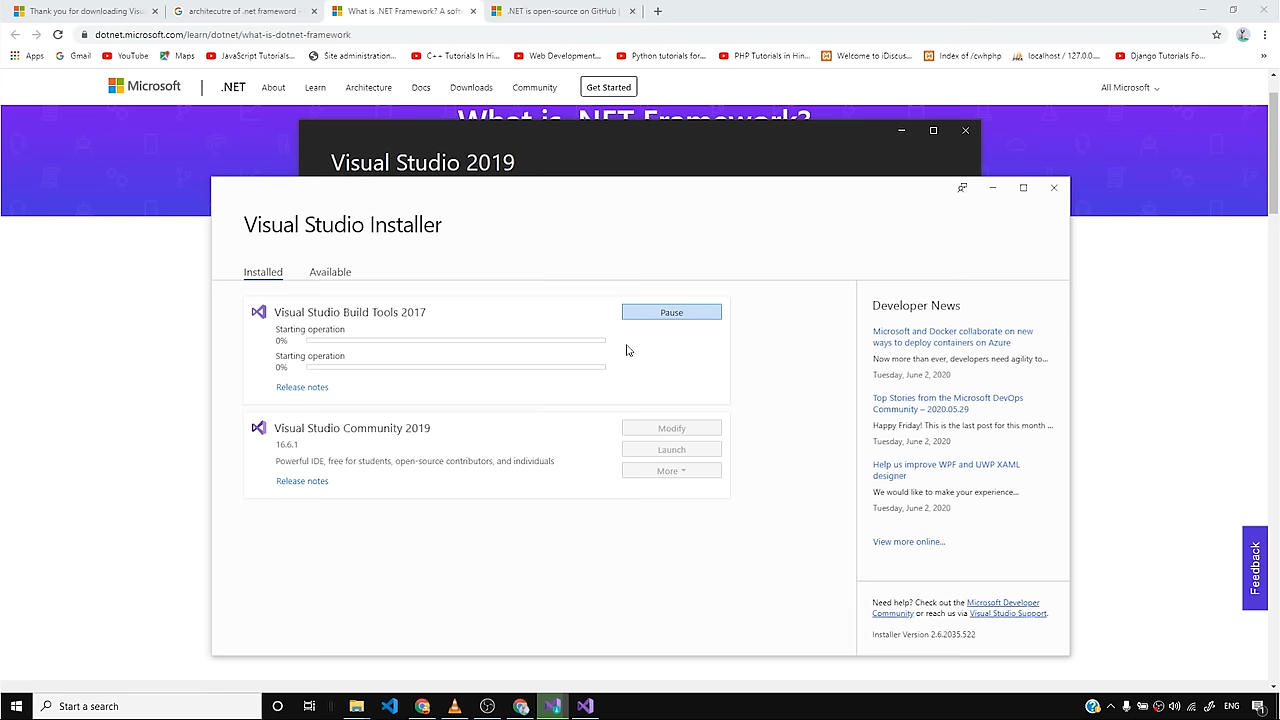 Thank you for downloading Visu
architecutre of .net framewrod -
What is .NET Framework? A soft
.NET is open-source on GitHub |
dotnet.microsoft.com/learn/dotnet/what-is-dotnet-framework
Apps
Gmail
YouTube
Maps
JavaScript Tutorials...
Site administration...
C++ Tutorials In Hi...
Web Development...
Python tutorials for...
PHP Tutorials in Hin...
Welcome to iDiscus...
Index of /cwhphp
localhost / 127.0.0....
Django Tutorials Fo...
Microsoft
.NET
About
Learn
Architecture
Docs
Downloads
Community
Get Started
All Microsoft
What is .NET Framework?
Visual Studio 2019
Visual Studio Installer
Installed
Available
Visual Studio Build Tools 2017
Pause
Starting operation
0%
Starting operation
0%
Release notes
Visual Studio Community 2019
Modify
16.6.1
Launch
Powerful IDE, free for students, open-source contributors, and individuals
More
Release notes
Developer News
Microsoft and Docker collaborate on new
ways to deploy containers on Azure
Now more than ever, developers need agility to...
Tuesday, June 2, 2020
Top Stories from the Microsoft DevOps
Community – 2020.05.29
Happy Friday! This is the last post for this month ...
Tuesday, June 2, 2020
Help us improve WPF and UWP XAML
designer
We would like to make your experience...
Tuesday, June 2, 2020
View more online...
Need help? Check out the Microsoft Developer
Community or reach us via Visual Studio Support.
Installer Version 2.6.2035.522
Feedback
Start a search
ENG